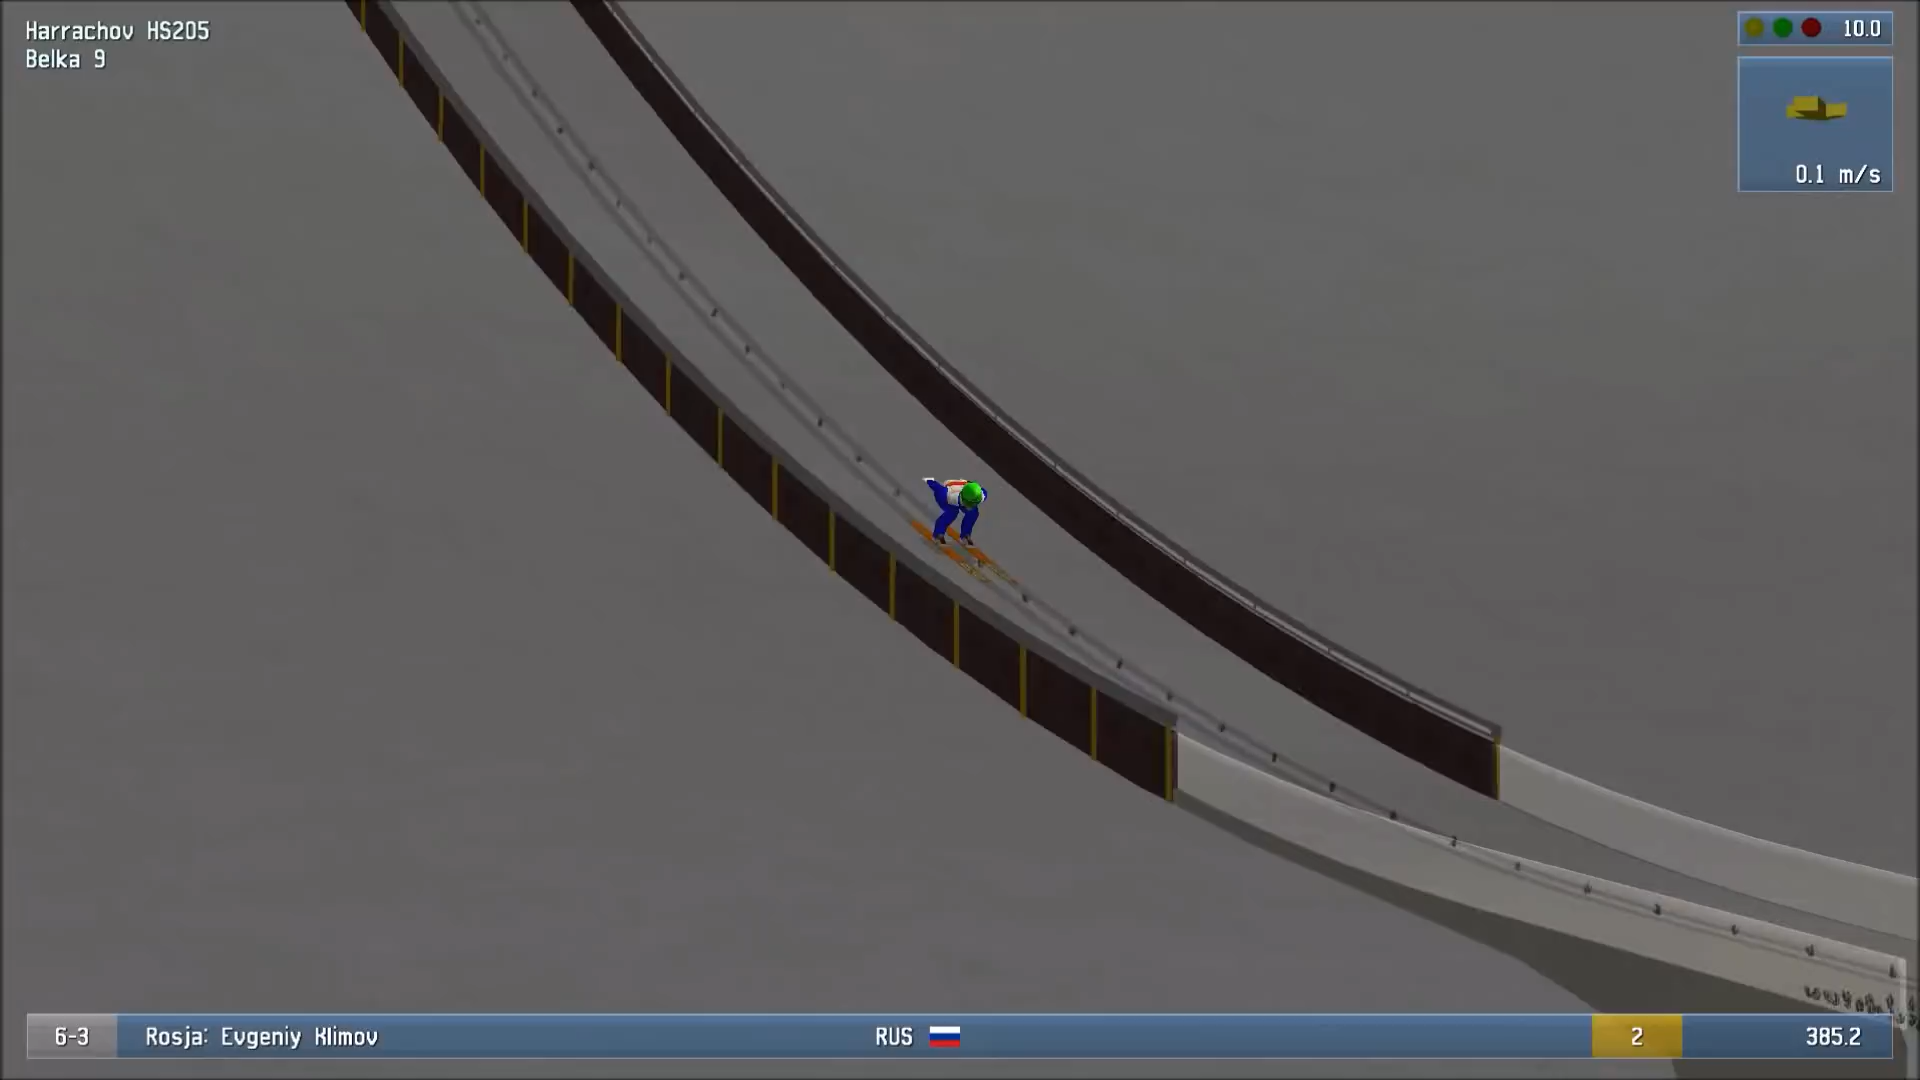 Harrachov HS205
Belka 9
10.0
0.1 m/s
6-3 Rosja: Evgeniy Klimov RUS 2 385.2